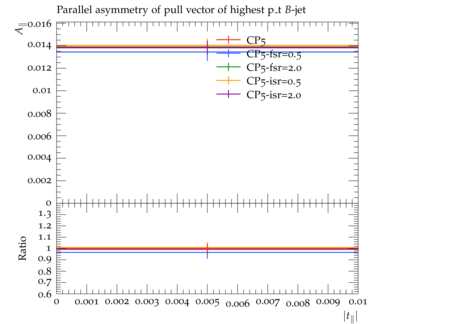 Parallel asymmetry of pull vector of highest p_t B-jet
A∥
0.016
0.014
0.012
0.01
0.008
0.006
0.004
0.002
0
CP5
CP5-fsr=0.5
CP5-fsr=2.0
CP5-isr=0.5
CP5-isr=2.0
Ratio
1.3
1.2
1.1
1
0.9
0.8
0.7
0.6
0 0.001 0.002 0.003 0.004 0.005 0.006 0.007 0.008 0.009 0.01
|t∥|